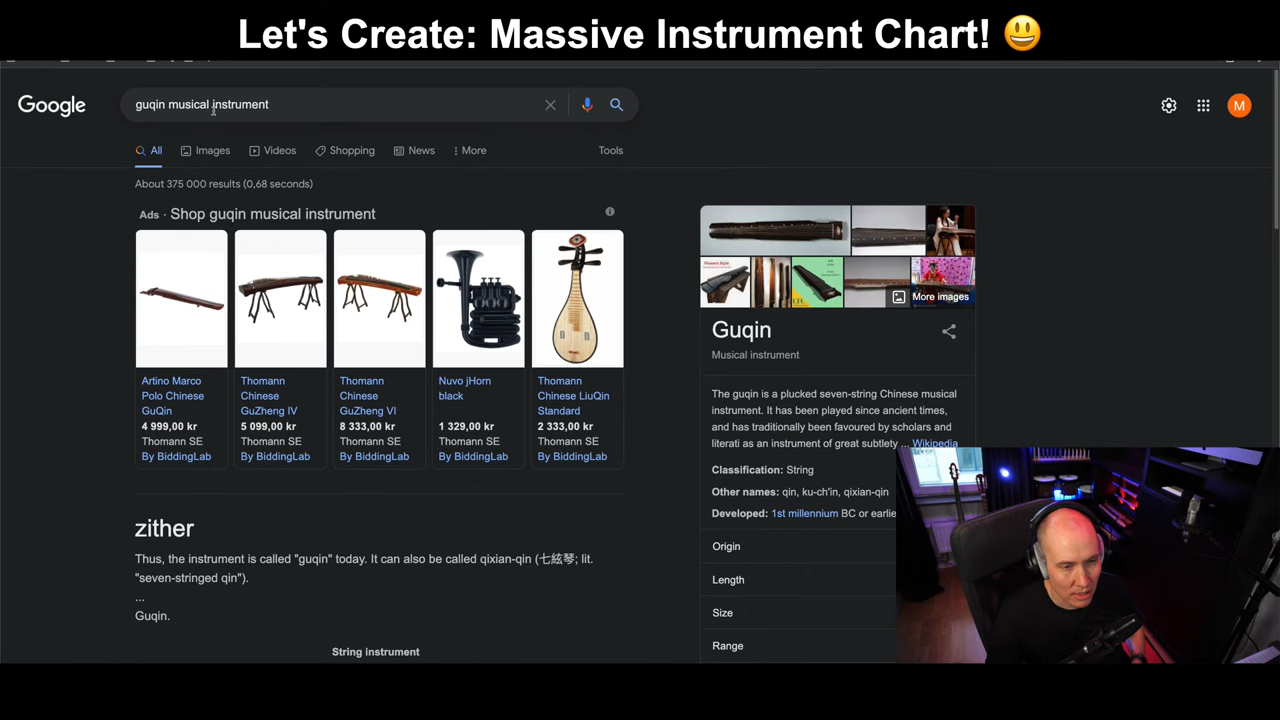 Let's Create: Massive Instrument Chart! 😃
Google
guqin musical instrument
M
All
Images
Videos
Shopping
News
More
Tools
About 375 000 results (0,68 seconds)
Ads · Shop guqin musical instrument
Artino Marco
Polo Chinese
GuQin
4 999,00 kr
Thomann SE
By BiddingLab
Thomann
Chinese
GuZheng IV
5 099,00 kr
Thomann SE
By BiddingLab
Thomann
Chinese
GuZheng VI
8 333,00 kr
Thomann SE
By BiddingLab
Nuvo jHorn
black
1 329,00 kr
Thomann SE
By BiddingLab
Thomann
Chinese LiuQin
Standard
2 333,00 kr
Thomann SE
By BiddingLab
zither
Thus, the instrument is called "guqin" today. It can also be called qixian-qin (七絃琴; lit.
"seven-stringed qin").
...
Guqin.
String instrument
More images
Guqin
Musical instrument
The guqin is a plucked seven-string Chinese musical
instrument. It has been played since ancient times,
and has traditionally been favoured by scholars and
literati as an instrument of great subtlety ... Wikipedia
Classification: String
Other names: qin, ku-ch'in, qixian-qin
Developed: 1st millennium BC or earlie
Origin
Length
Size
Range